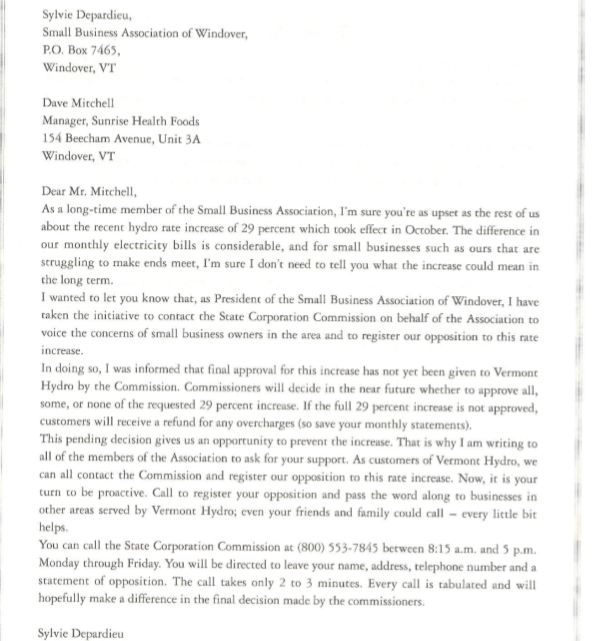 Sylvie Depardieu,
Small Business Association of Windover,
P.O. Box 7465,
Windover, VT
Dave Mitchell
Manager, Sunrise Health Foods
154 Beecham Avenue, Unit 3A
Windover, VT
Dear Mr. Mitchell,
As a long-time member of the Small Business Association, I'm sure you're as upset as the rest of us
about the recent hydro rate increase of 29 percent which took effect in October. The difference in
our monthly electricity bills is considerable, and for small businesses such as ours that are
struggling to make ends meet, I'm sure I don't need to tell you what the increase could mean in
the long term.
I wanted to let you know that, as President of the Small Business Association of Windover, I have
taken the initiative to contact the State Corporation Commission on behalf of the Association to
voice the concerns of small business owners in the area and to register our opposition to this rate
increase.
In doing so, I was informed that final approval for this increase has not yet been given to Vermont
Hydro by the Commission. Commissioners will decide in the near future whether to approve all,
some, or none of the requested 29 percent increase. If the full 29 percent increase is not approved,
customers will receive a refund for any overcharges (so save your monthly statements).
This pending decision gives us an opportunity to prevent the increase. That is why I am writing to
all of the members of the Association to ask for your support. As customers of Vermont Hydro, we
can all contact the Commission and register our opposition to this rate increase. Now, it is your
turn to be proactive. Call to register your opposition and pass the word along to businesses in
other areas served by Vermont Hydro; even your friends and family could call – every little bit
helps.
You can call the State Corporation Commission at (800) 553-7845 between 8:15 a.m. and 5 p.m.
Monday through Friday. You will be directed to leave your name, address, telephone number and a
statement of opposition. The call takes only 2 to 3 minutes. Every call is tabulated and will
hopefully make a difference in the final decision made by the commissioners.
Sylvie Depardieu